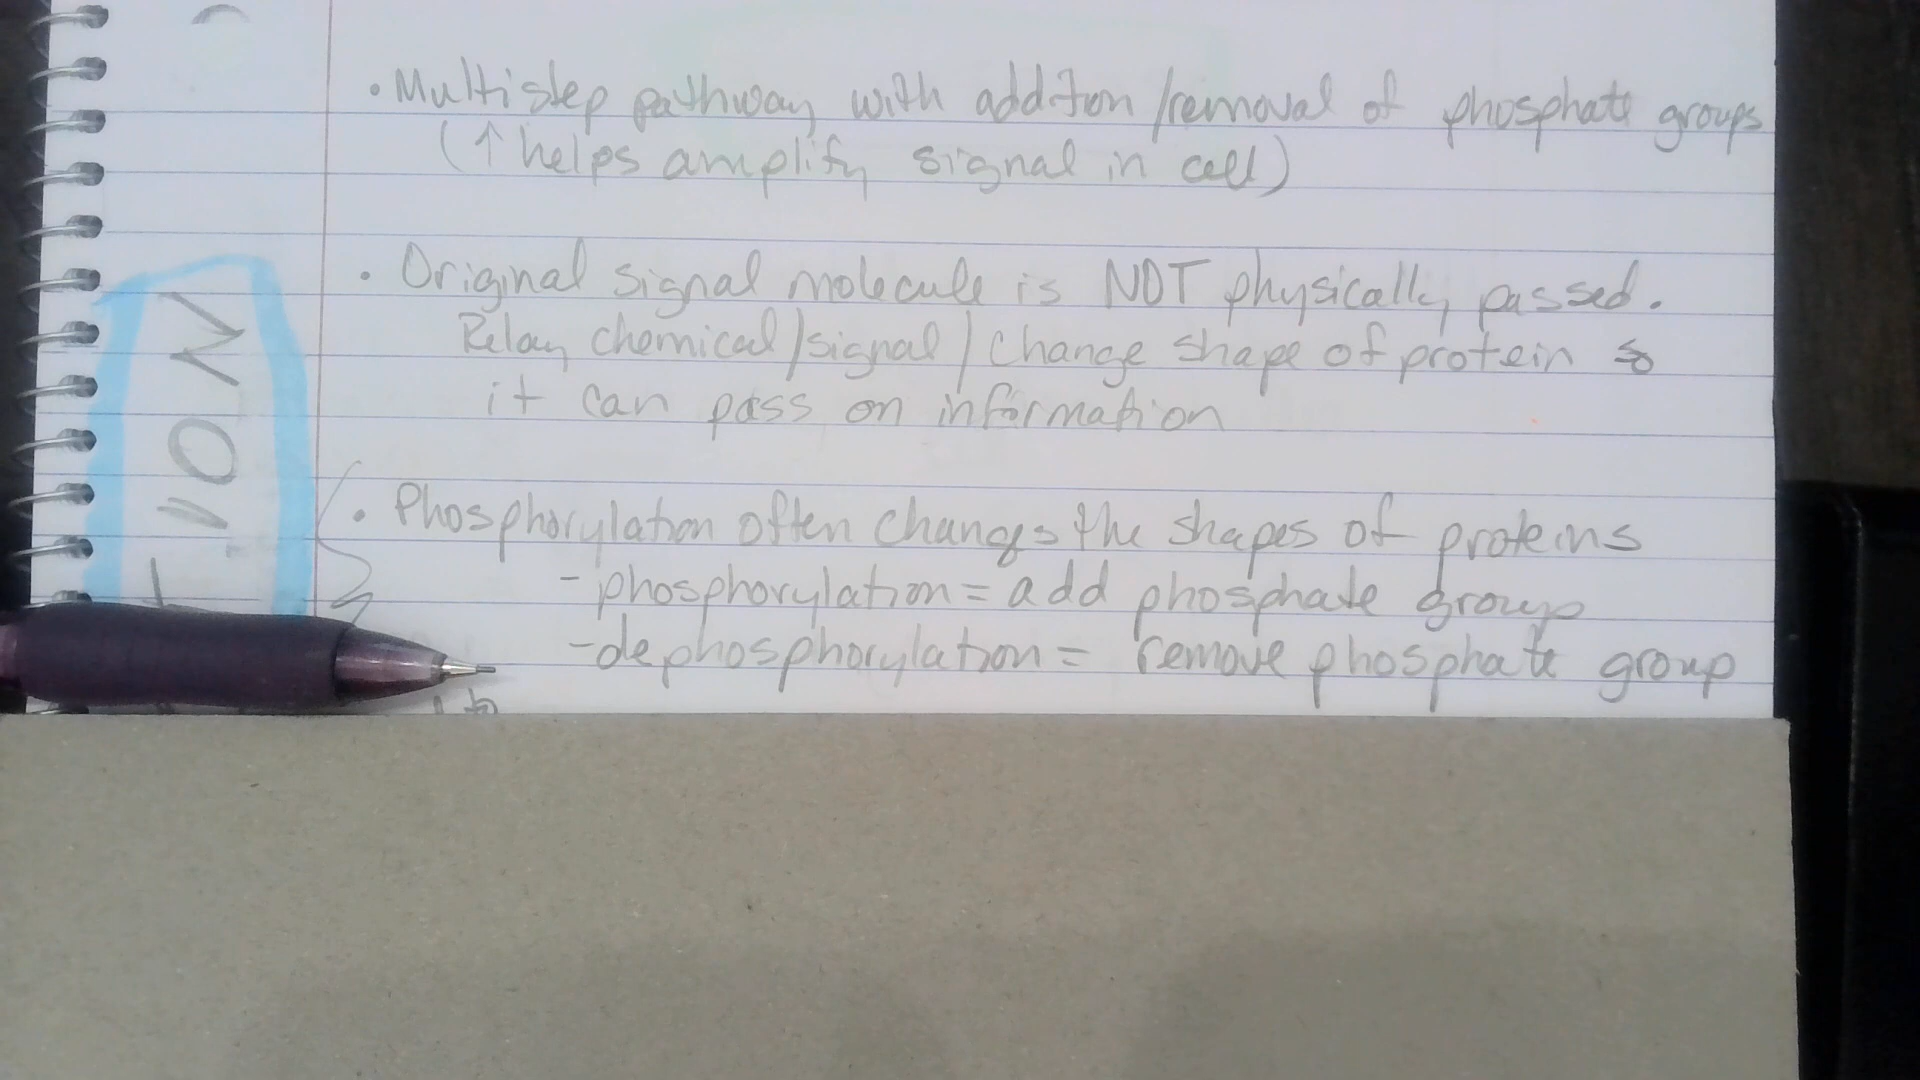 • Multistep pathway with addition/removal of phosphate groups
(↑ helps amplify signal in cell)
• Original signal molecule is NOT physically passed.
Relay chemical/signal/change shape of protein so
it can pass on information
• Phosphorylation often changes the shapes of proteins
- phosphorylation = add phosphate group
- dephosphorylation = remove phosphate group